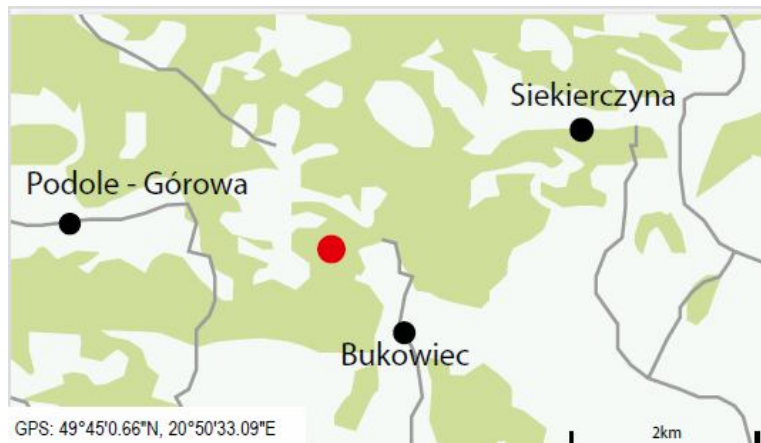 Siekierczyna
Podole - Górowa
Bukowiec
GPS: 49°45'0.66"N, 20°50'33.09"E
2km